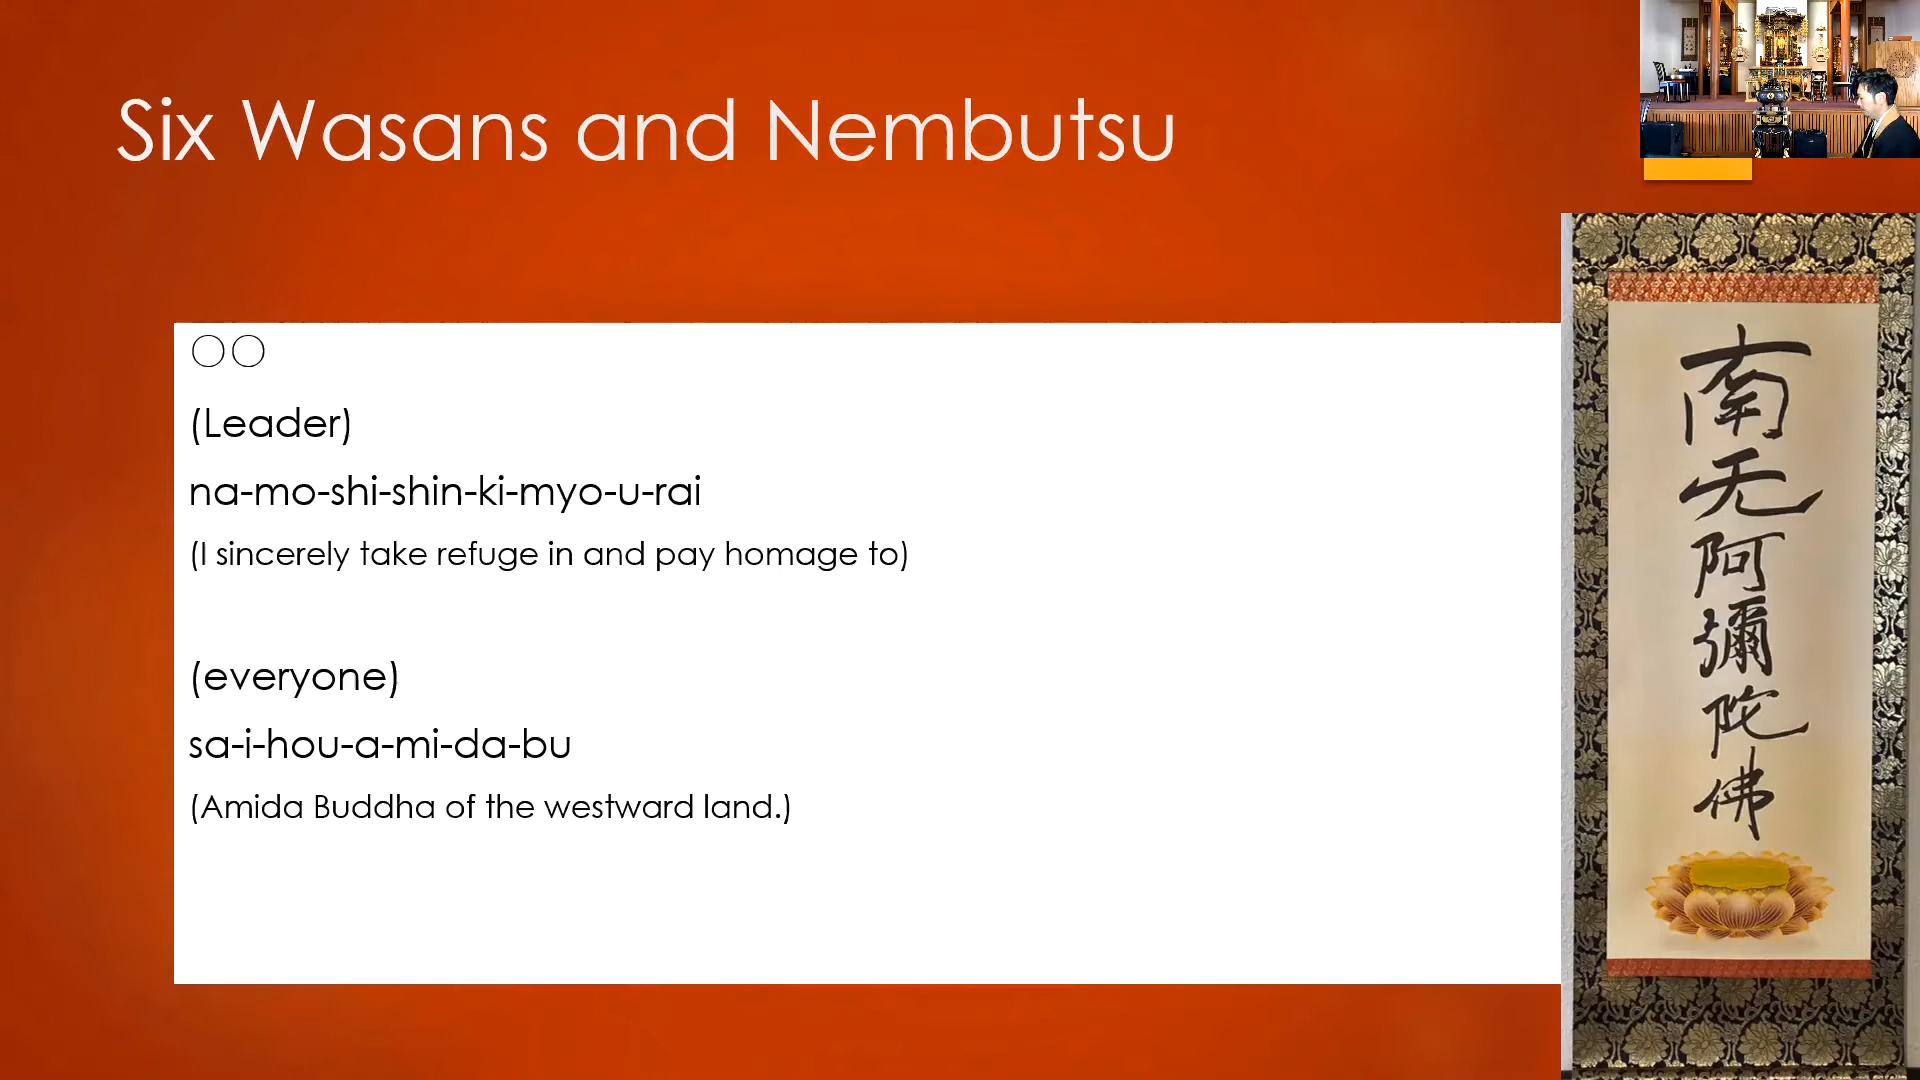 Six Wasans and Nembutsu
○○
(Leader)
na-mo-shi-shin-ki-myo-u-rai
(I sincerely take refuge in and pay homage to)
(everyone)
sa-i-hou-a-mi-da-bu
(Amida Buddha of the westward land.)
南无阿彌陀佛